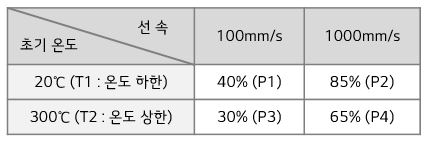 선 속
초기 온도
100mm/s 1000mm/s
20℃ (T1 : 온도 하한) 40% (P1) 85% (P2)
300℃ (T2 : 온도 상한) 30% (P3) 65% (P4)